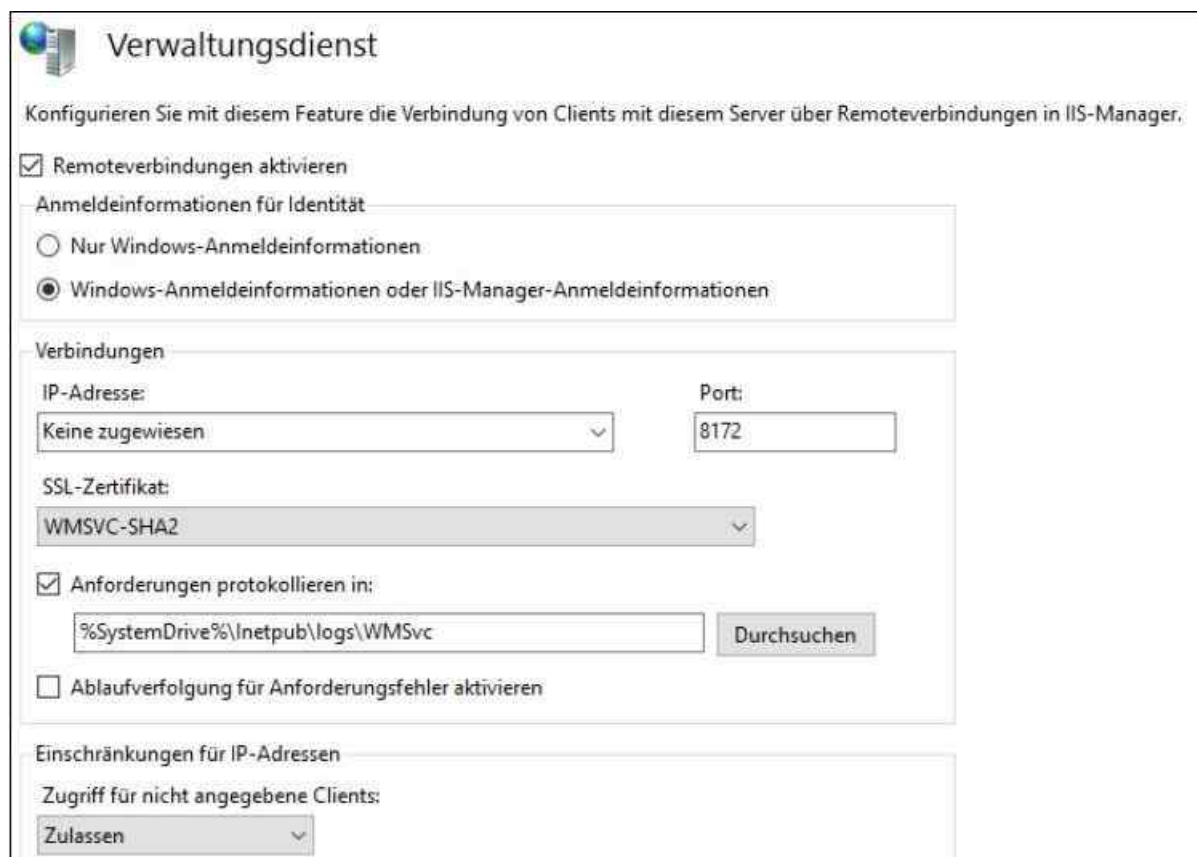 Verwaltungsdienst
Konfigurieren Sie mit diesem Feature die Verbindung von Clients mit diesem Server über Remoteverbindungen in IIS-Manager.
Remoteverbindungen aktivieren
Anmeldeinformationen für Identität
Nur Windows-Anmeldeinformationen
Windows-Anmeldeinformationen oder IIS-Manager-Anmeldeinformationen
Verbindungen
IP-Adresse: Port:
Keine zugewiesen 8172
SSL-Zertifikat:
WMSVC-SHA2
Anforderungen protokollieren in:
%SystemDrive%\Inetpub\logs\WMSvc Durchsuchen
Ablaufverfolgung für Anforderungsfehler aktivieren
Einschränkungen für IP-Adressen
Zugriff für nicht angegebene Clients:
Zulassen